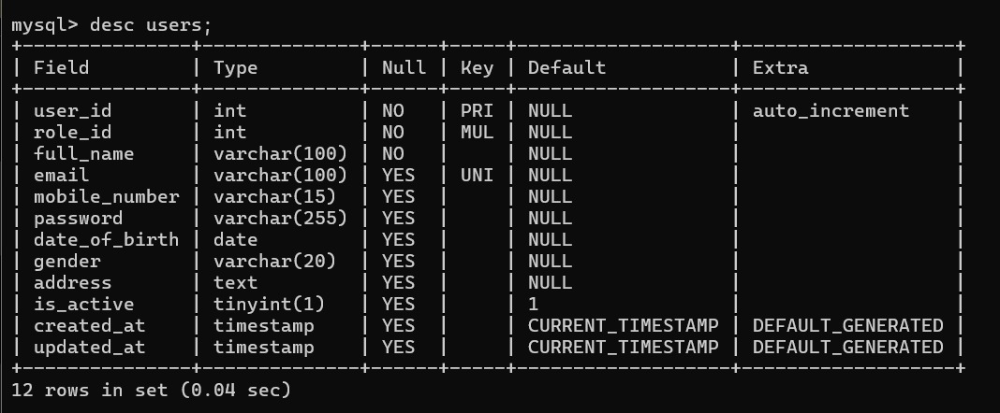 mysql> desc users;
+---------------+--------------+------+-----+-------------------+-------------------+
| Field         | Type         | Null | Key | Default           | Extra             |
+---------------+--------------+------+-----+-------------------+-------------------+
| user_id       | int          | NO   | PRI | NULL              | auto_increment    |
| role_id       | int          | NO   | MUL | NULL              |                   |
| full_name     | varchar(100) | NO   |     | NULL              |                   |
| email         | varchar(100) | YES  | UNI | NULL              |                   |
| mobile_number | varchar(15)  | YES  |     | NULL              |                   |
| password      | varchar(255) | YES  |     | NULL              |                   |
| date_of_birth | date         | YES  |     | NULL              |                   |
| gender        | varchar(20)  | YES  |     | NULL              |                   |
| address       | text         | YES  |     | NULL              |                   |
| is_active     | tinyint(1)   | YES  |     | 1                 |                   |
| created_at    | timestamp    | YES  |     | CURRENT_TIMESTAMP | DEFAULT_GENERATED |
| updated_at    | timestamp    | YES  |     | CURRENT_TIMESTAMP | DEFAULT_GENERATED |
+---------------+--------------+------+-----+-------------------+-------------------+
12 rows in set (0.04 sec)